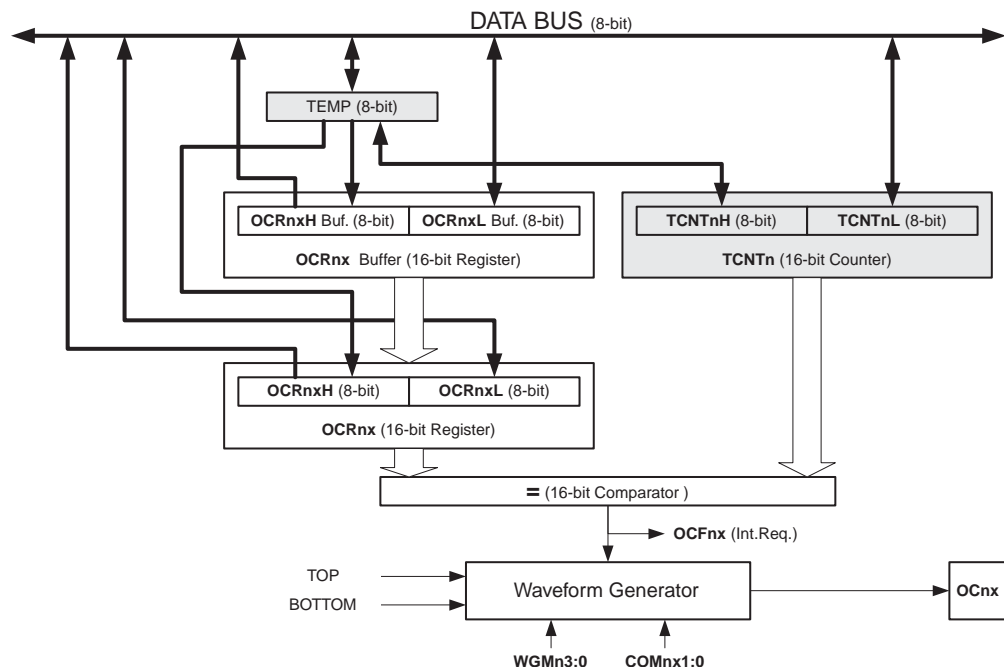 DATA BUS (8-bit)
TEMP (8-bit)
OCRnxH Buf. (8-bit) OCRnxL Buf. (8-bit)
OCRnx Buffer (16-bit Register)
TCNTnH (8-bit) TCNTnL (8-bit)
TCNTn (16-bit Counter)
OCRnxH (8-bit) OCRnxL (8-bit)
OCRnx (16-bit Register)
= (16-bit Comparator )
OCFnx (Int.Req.)
TOP
BOTTOM
Waveform Generator
OCnx
WGMn3:0 COMnx1:0